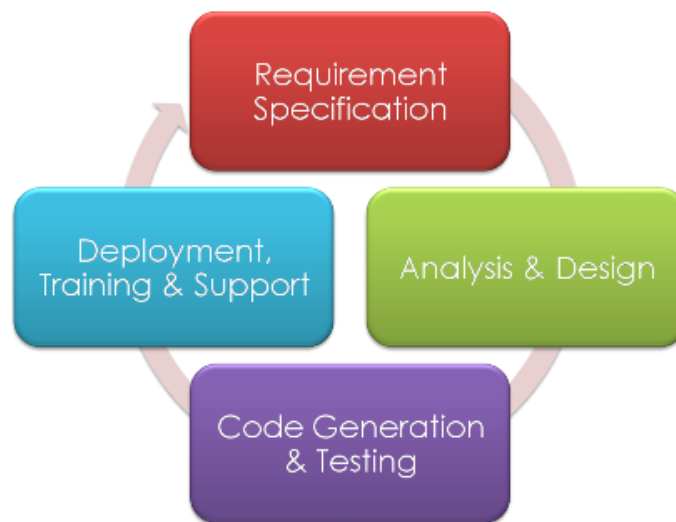 Requirement
Specification
Analysis & Design
Code Generation
& Testing
Deployment,
Training & Support